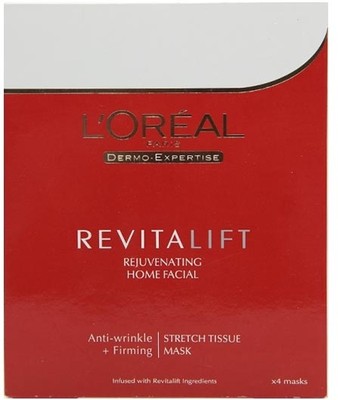 L'ORÉAL
PARIS
DERMO-EXPERTISE
REVITALIFT
REJUVENATING
HOME FACIAL
Anti-wrinkle | STRETCH TISSUE
+ Firming | MASK
Infused with Revitalift Ingredients x4 masks